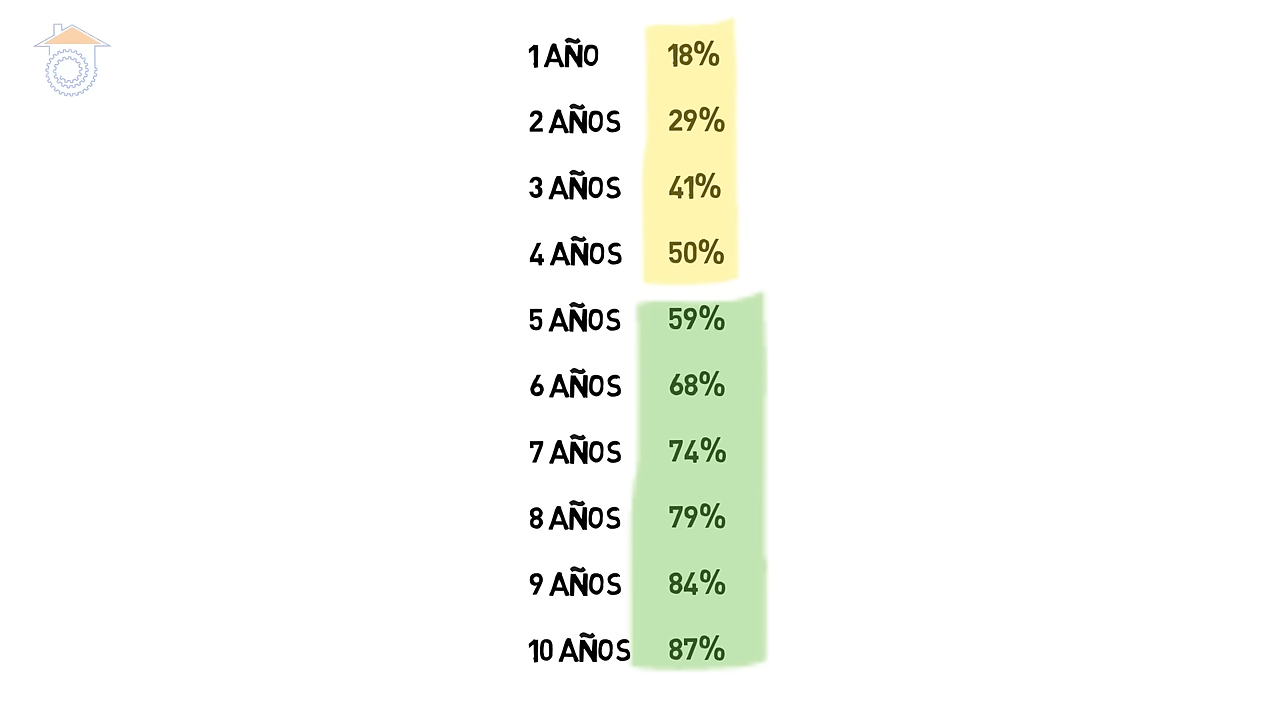 1 AÑO 18%
2 AÑOS 29%
3 AÑOS 41%
4 AÑOS 50%
5 AÑOS 59%
6 AÑOS 68%
7 AÑOS 74%
8 AÑOS 79%
9 AÑOS 84%
10 AÑOS 87%